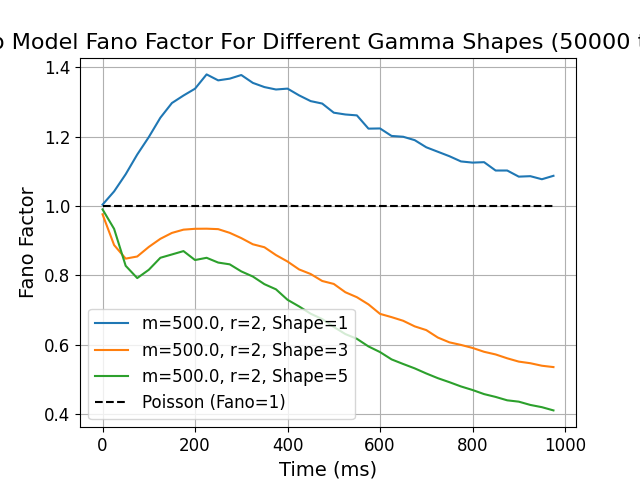 Model Fano Factor For Different Gamma Shapes (50000
1.4
1.2
1.0
0.8
0.6
0.4
Fano Factor
m=500.0, r=2, Shape=1
m=500.0, r=2, Shape=3
m=500.0, r=2, Shape=5
Poisson (Fano=1)
0 200 400 600 800 1000
Time (ms)